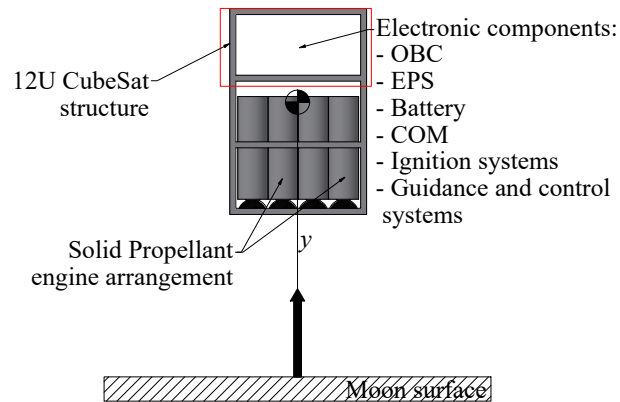 Electronic components:
- OBC
- EPS
- Battery
- COM
- Ignition systems
- Guidance and control
systems
12U CubeSat
structure
Solid Propellant
engine arrangement
y
Moon surface